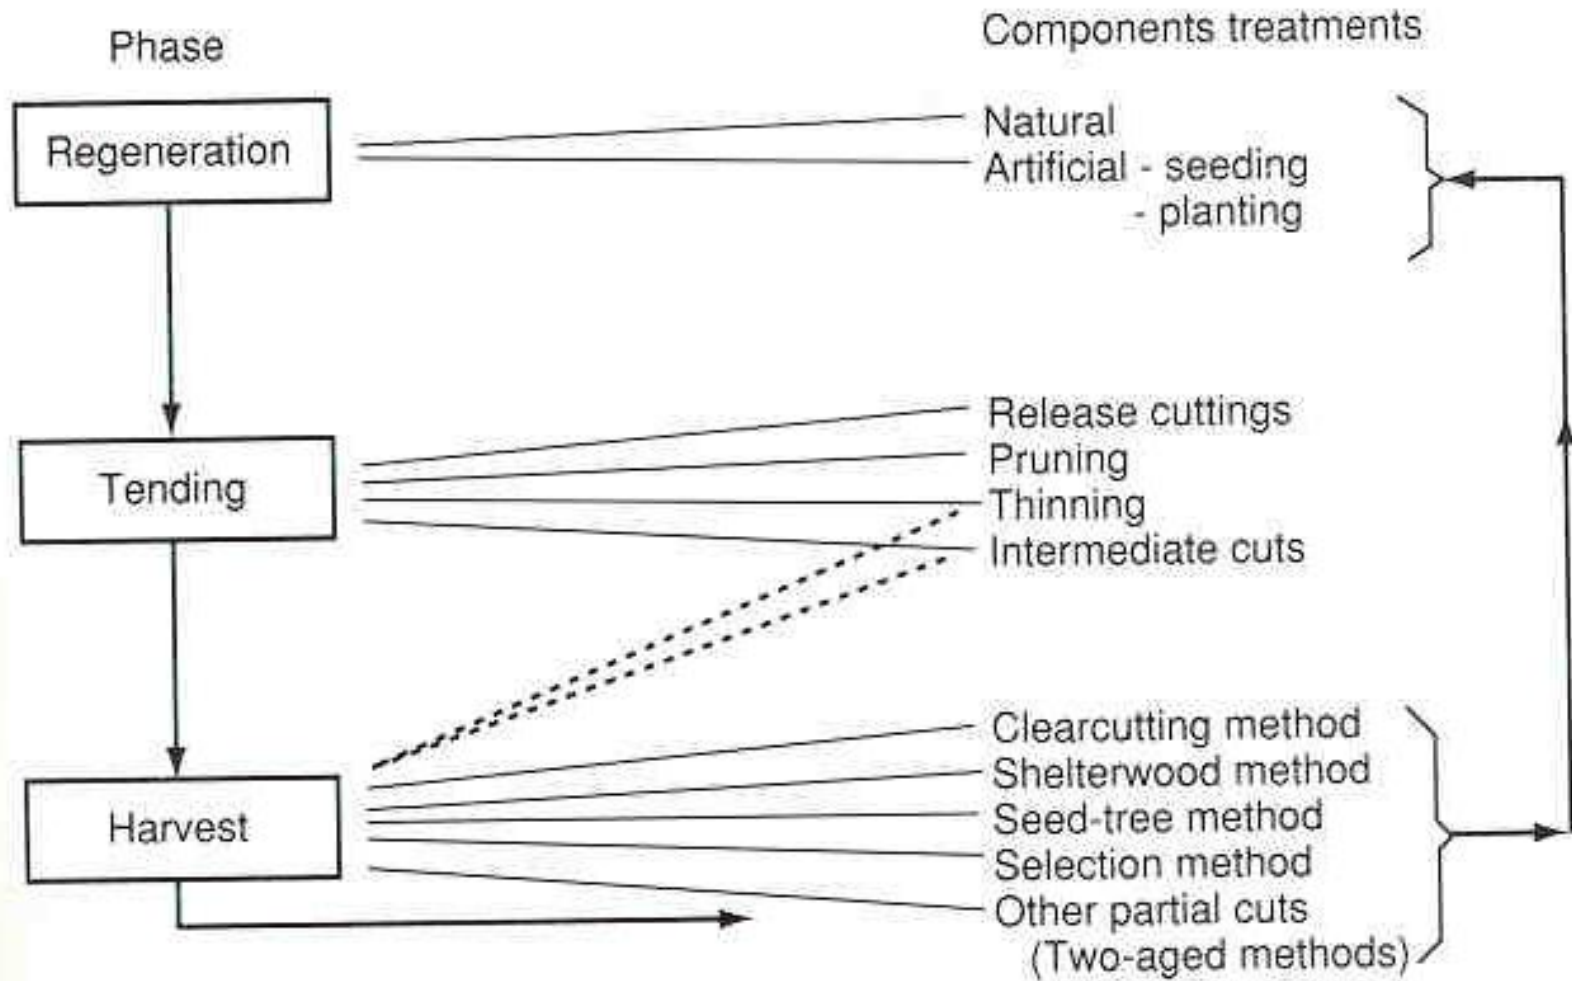 Phase
Components treatments
Regeneration
Natural
Artificial - seeding
- planting
Tending
Release cuttings
Pruning
Thinning
Intermediate cuts
Harvest
Clearcutting method
Shelterwood method
Seed-tree method
Selection method
Other partial cuts
(Two-aged methods)